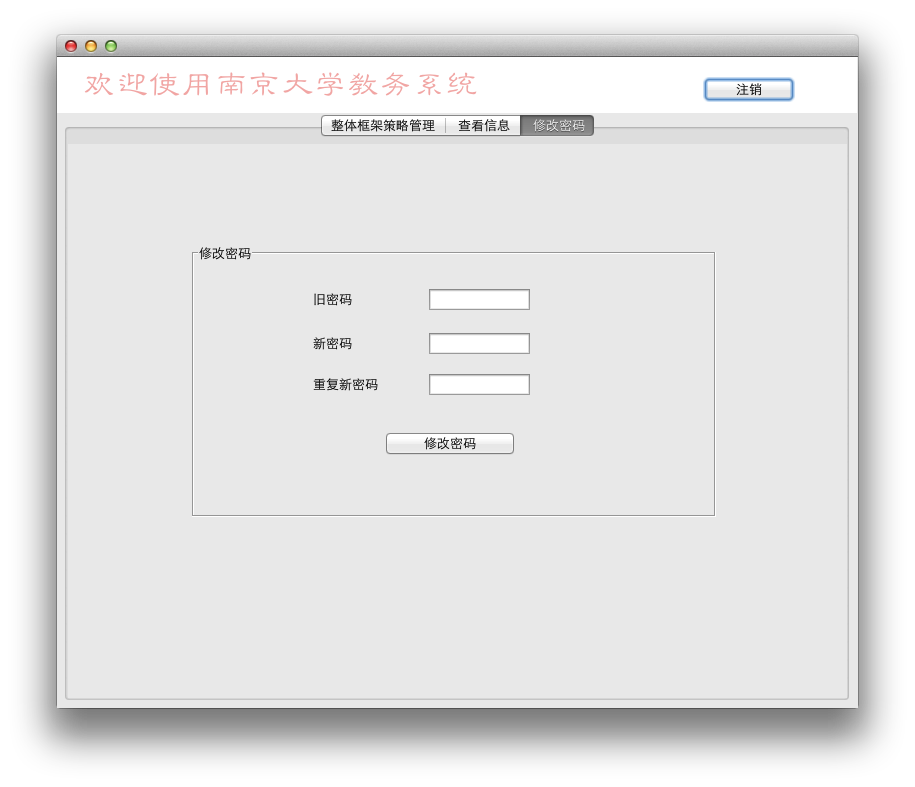 欢迎使用南京大学教务系统
注销
整体框架策略管理 查看信息 修改密码
修改密码
旧密码
新密码
重复新密码
修改密码